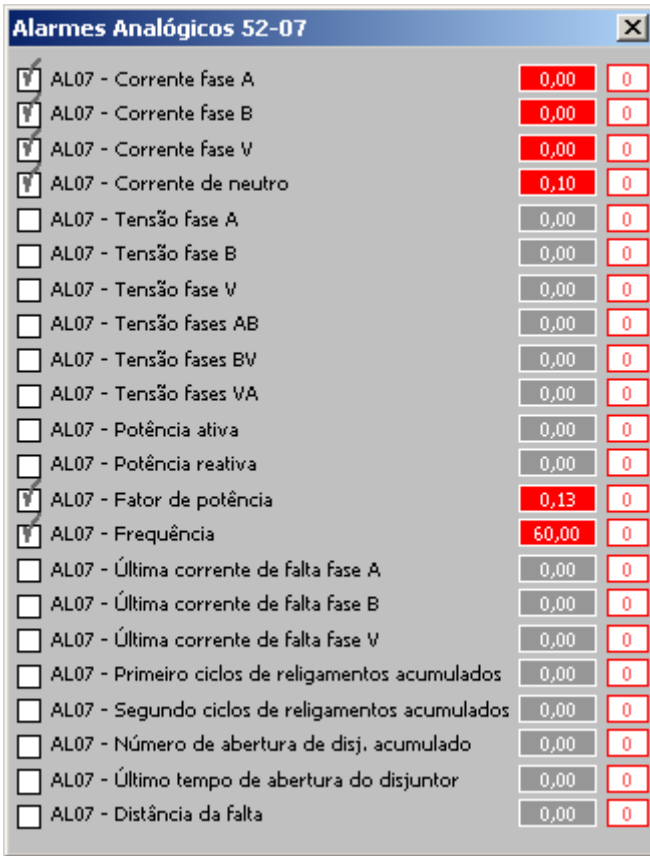 Alarmes Analógicos 52-07
AL07 - Corrente fase A 0,00 0
AL07 - Corrente fase B 0,00 0
AL07 - Corrente fase V 0,00 0
AL07 - Corrente de neutro 0,10 0
AL07 - Tensão fase A 0,00 0
AL07 - Tensão fase B 0,00 0
AL07 - Tensão fase V 0,00 0
AL07 - Tensão fases AB 0,00 0
AL07 - Tensão fases BV 0,00 0
AL07 - Tensão fases VA 0,00 0
AL07 - Potência ativa 0,00 0
AL07 - Potência reativa 0,00 0
AL07 - Fator de potência 0,13 0
AL07 - Frequência 60,00 0
AL07 - Última corrente de falta fase A 0,00 0
AL07 - Última corrente de falta fase B 0,00 0
AL07 - Última corrente de falta fase V 0,00 0
AL07 - Primeiro ciclos de religamentos acumulados 0,00 0
AL07 - Segundo ciclos de religamentos acumulados 0,00 0
AL07 - Número de abertura de disj. acumulado 0,00 0
AL07 - Último tempo de abertura do disjuntor 0,00 0
AL07 - Distância da falta 0,00 0